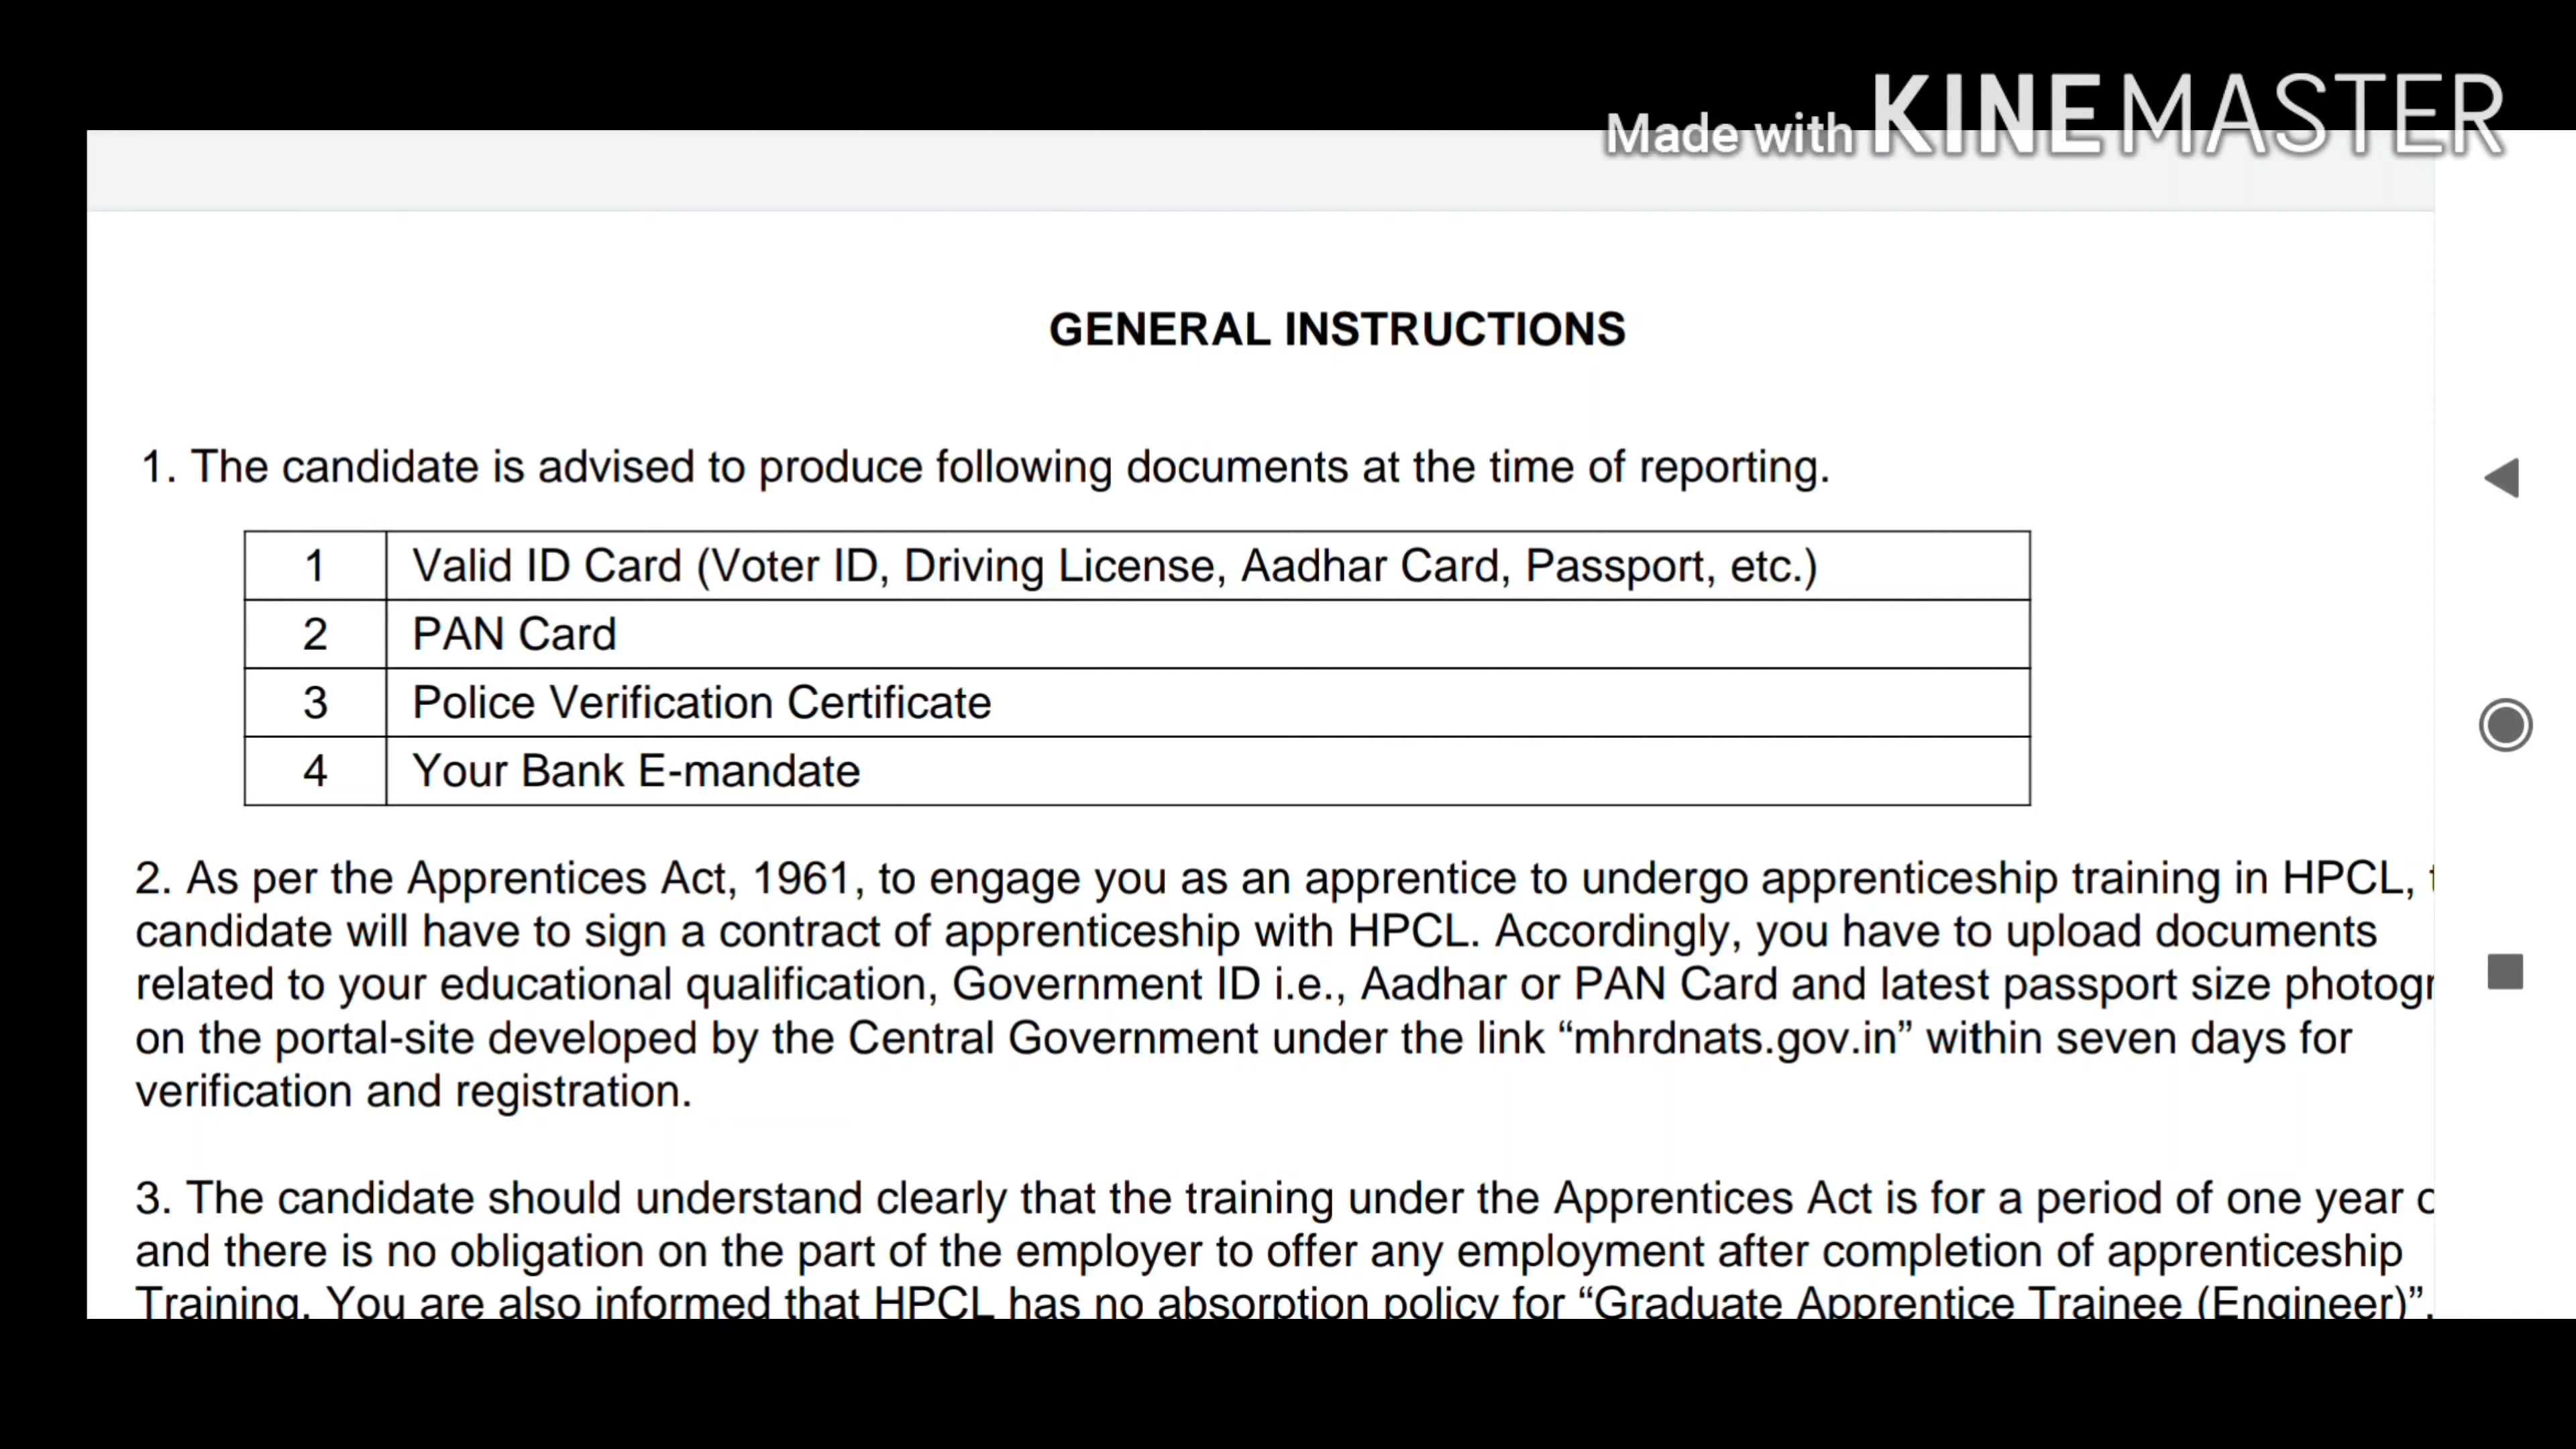 Made with KINEMASTER
GENERAL INSTRUCTIONS
1. The candidate is advised to produce following documents at the time of reporting.
1 Valid ID Card (Voter ID, Driving License, Aadhar Card, Passport, etc.)
2 PAN Card
3 Police Verification Certificate
4 Your Bank E-mandate
2. As per the Apprentices Act, 1961, to engage you as an apprentice to undergo apprenticeship training in HPCL,
candidate will have to sign a contract of apprenticeship with HPCL. Accordingly, you have to upload documents
related to your educational qualification, Government ID i.e., Aadhar or PAN Card and latest passport size
on the portal-site developed by the Central Government under the link “mhrdnats.gov.in” within seven days for
verification and registration.
3. The candidate should understand clearly that the training under the Apprentices Act is for a period of one year
and there is no obligation on the part of the employer to offer any employment after completion of apprenticeship
Training. You are also informed that HPCL has no absorption policy for “Graduate Apprentice Trainee (Engineer)”.